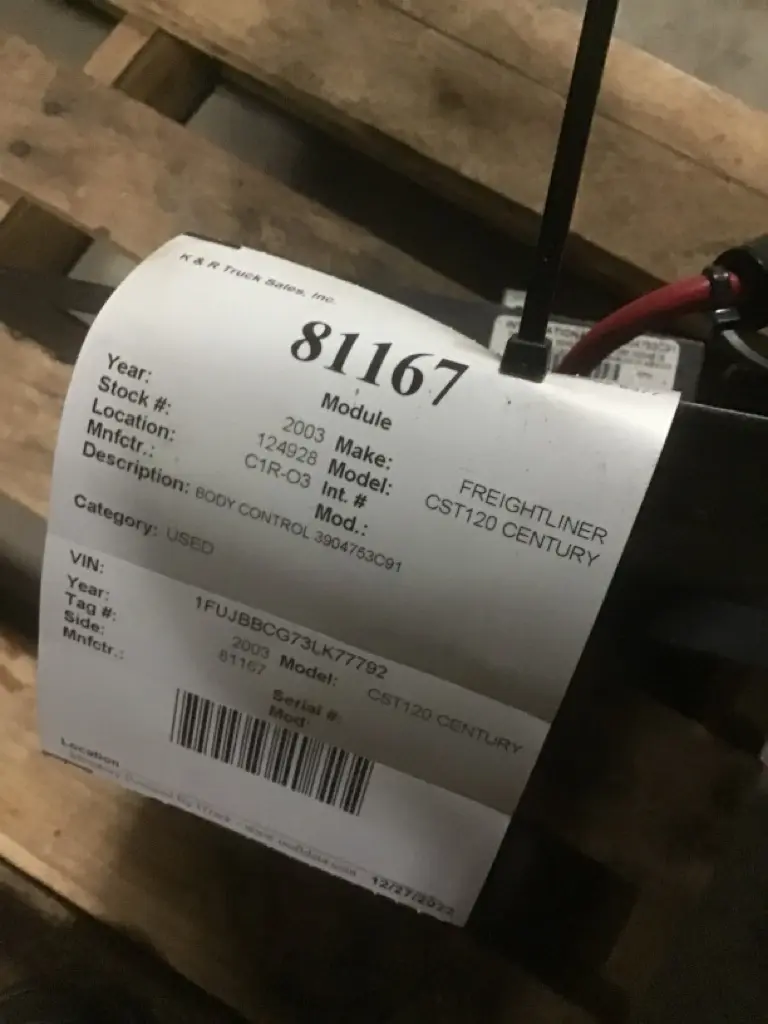 K & R Truck Sales, Inc.
81167
Module
Year: 2003 Make: FREIGHTLINER
Stock #: 124928 Model: CST120 CENTURY
Location: C1R-O3 Int. #
Mnfctr.: Mod.:
Description: BODY CONTROL 3904753C91
Category: USED
VIN: 1FUJBBCG73LK77792
Year: 2003 Model: CST120 CENTURY
Tag #: 81167
Side: Serial #:
Mnfctr.: Mod
Location
12/27/2022